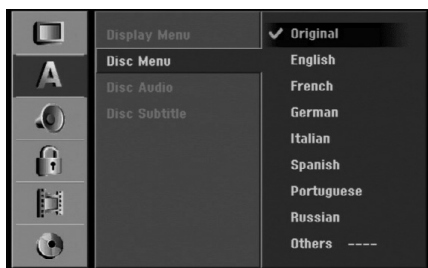 A
Display Menu
Disc Menu
Disc Audio
Disc Subtitle
Original
English
French
German
Italian
Spanish
Portuguese
Russian
Others ----